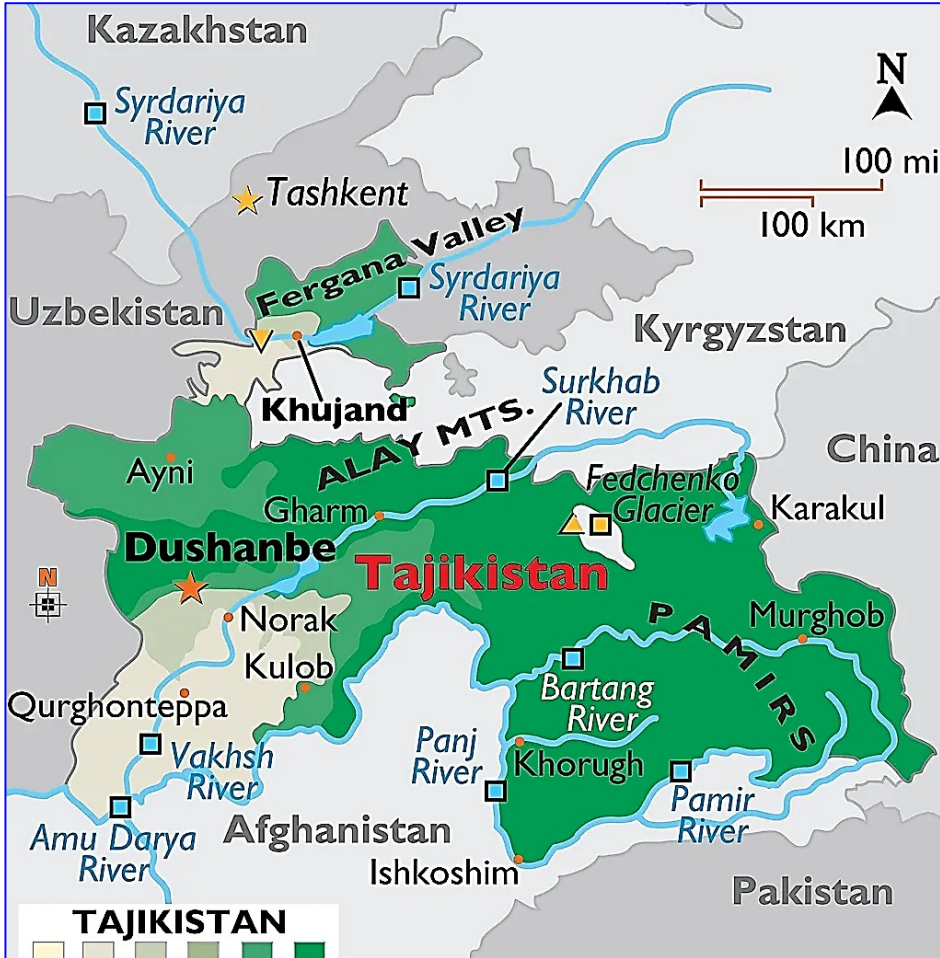 Kazakhstan
Syrdariya
River
N
100 mi
100 km
Tashkent
Fergana Valley
Syrdariya
River
Uzbekistan
Kyrgyzstan
Khujand
Surkhab
River
ALAY MTS.
China
Ayni
Fedchenko
Glacier
Karakul
Gharm
Dushanbe
Tajikistan
N
Norak
PAMIRS
Murghob
Kulob
Bartang
River
Qurghonteppa
Panj
River
Khorugh
Vakhsh
River
Pamir
River
Amu Darya
River
Afghanistan
Ishkoshim
Pakistan
TAJIKISTAN